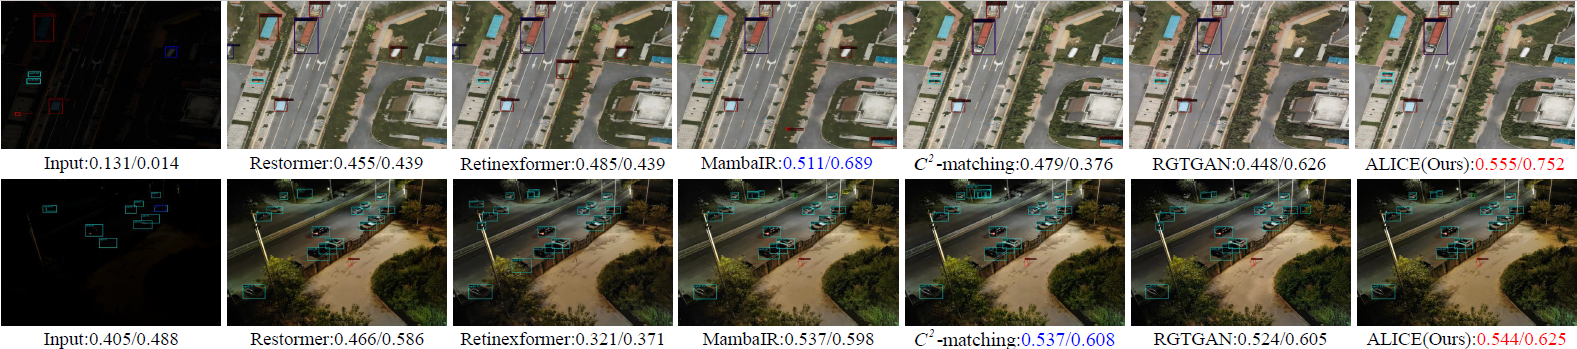 Input:0.131/0.014 Restormer:0.455/0.439 Retinexformer:0.485/0.439 MambaIR:0.511/0.689 C²-matching:0.479/0.376 RGTGAN:0.448/0.626 ALICE(Ours):0.555/0.752
Input:0.405/0.488 Restormer:0.466/0.586 Retinexformer:0.321/0.371 MambaIR:0.537/0.598 C²-matching:0.537/0.608 RGTGAN:0.524/0.605 ALICE(Ours):0.544/0.625